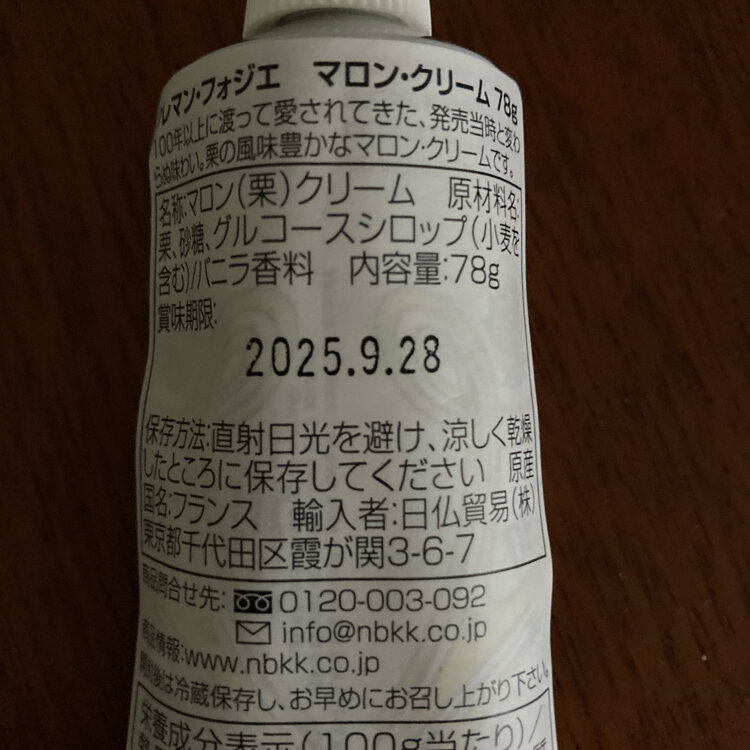 レマン・フォジエ マロン・クリーム 78g
100年以上に渡って愛されてきた、発売当時と変わ
らぬ味わい。栗の風味豊かなマロン・クリームです。
名称:マロン(栗)クリーム 原材料名:
栗、砂糖、グルコースシロップ(小麦を
含む)/バニラ香料 内容量:78g
賞味期限:
2025.9.28
保存方法:直射日光を避け、涼しく乾燥
したところに保存してください 原産
国名:フランス 輸入者:日仏貿易(株)
東京都千代田区霞が関3-6-7
商品問合せ先: 0120-003-092
info@nbkk.co.jp
商品情報:www.nbkk.co.jp
開封後は冷蔵保存し、お早めにお召し上がり下さい。
栄養成分表示(100g当たり)/